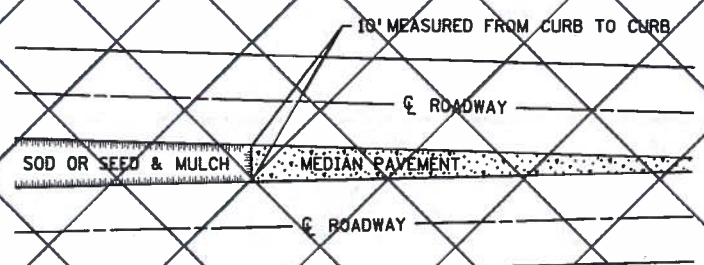 10' MEASURED FROM CURB TO CURB
℄ ROADWAY
SOD OR SEED & MULCH
MEDIAN PAVEMENT
℄ ROADWAY